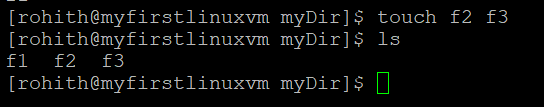 [rohith@myfirstlinuxvm myDir]$ touch f2 f3
[rohith@myfirstlinuxvm myDir]$ ls
f1  f2  f3
[rohith@myfirstlinuxvm myDir]$